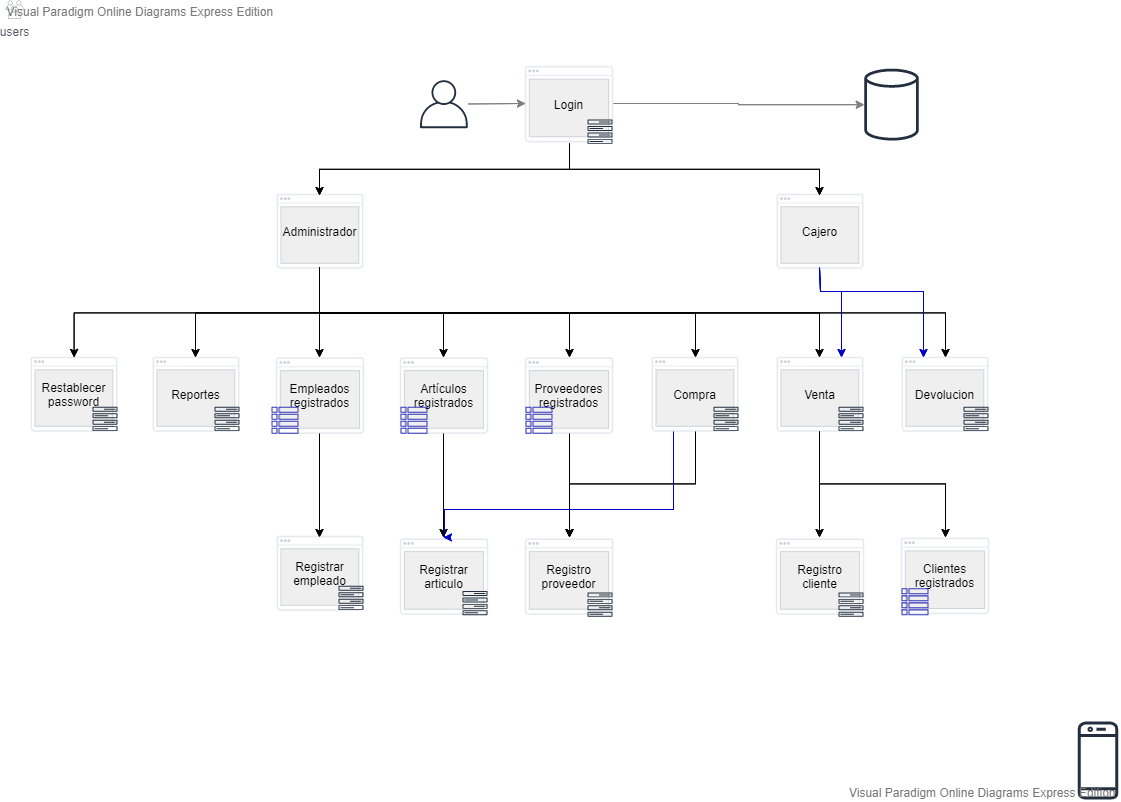 Visual Paradigm Online Diagrams Express Edition
users
Login
Administrador
Cajero
Restablecer
password
Reportes
Empleados
registrados
Artículos
registrados
Proveedores
registrados
Compra
Venta
Devolucion
Registrar
empleado
Registrar
articulo
Registro
proveedor
Registro
cliente
Clientes
registrados
Visual Paradigm Online Diagrams Express Edition